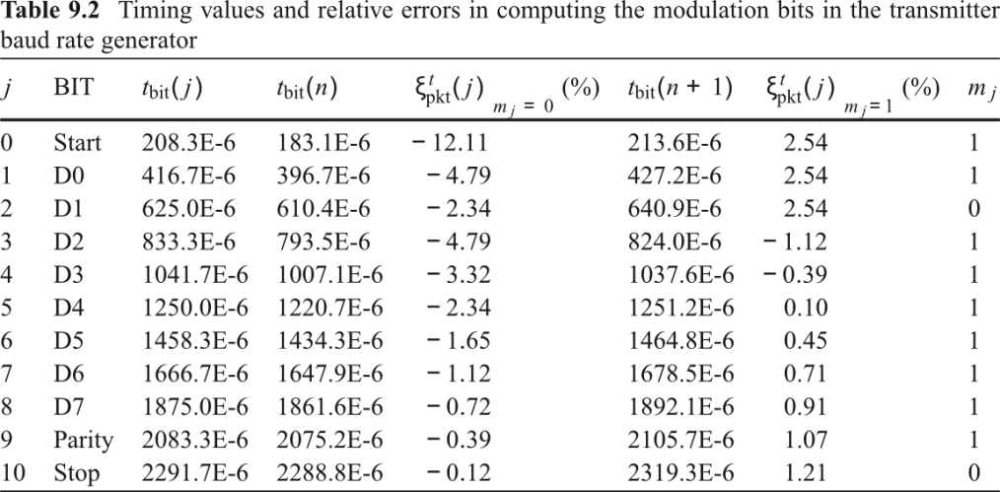 Table 9.2 Timing values and relative errors in computing the modulation bits in the transmitter
baud rate generator
j BIT t_bit(j) t_bit(n) ξ^t_pkt(j) m_j = 0 (%) t_bit(n + 1) ξ^t_pkt(j) m_j=1 (%) m_j
0 Start 208.3E-6 183.1E-6 − 12.11 213.6E-6 2.54 1
1 D0 416.7E-6 396.7E-6 − 4.79 427.2E-6 2.54 1
2 D1 625.0E-6 610.4E-6 − 2.34 640.9E-6 2.54 0
3 D2 833.3E-6 793.5E-6 − 4.79 824.0E-6 − 1.12 1
4 D3 1041.7E-6 1007.1E-6 − 3.32 1037.6E-6 − 0.39 1
5 D4 1250.0E-6 1220.7E-6 − 2.34 1251.2E-6 0.10 1
6 D5 1458.3E-6 1434.3E-6 − 1.65 1464.8E-6 0.45 1
7 D6 1666.7E-6 1647.9E-6 − 1.12 1678.5E-6 0.71 1
8 D7 1875.0E-6 1861.6E-6 − 0.72 1892.1E-6 0.91 1
9 Parity 2083.3E-6 2075.2E-6 − 0.39 2105.7E-6 1.07 1
10 Stop 2291.7E-6 2288.8E-6 − 0.12 2319.3E-6 1.21 0